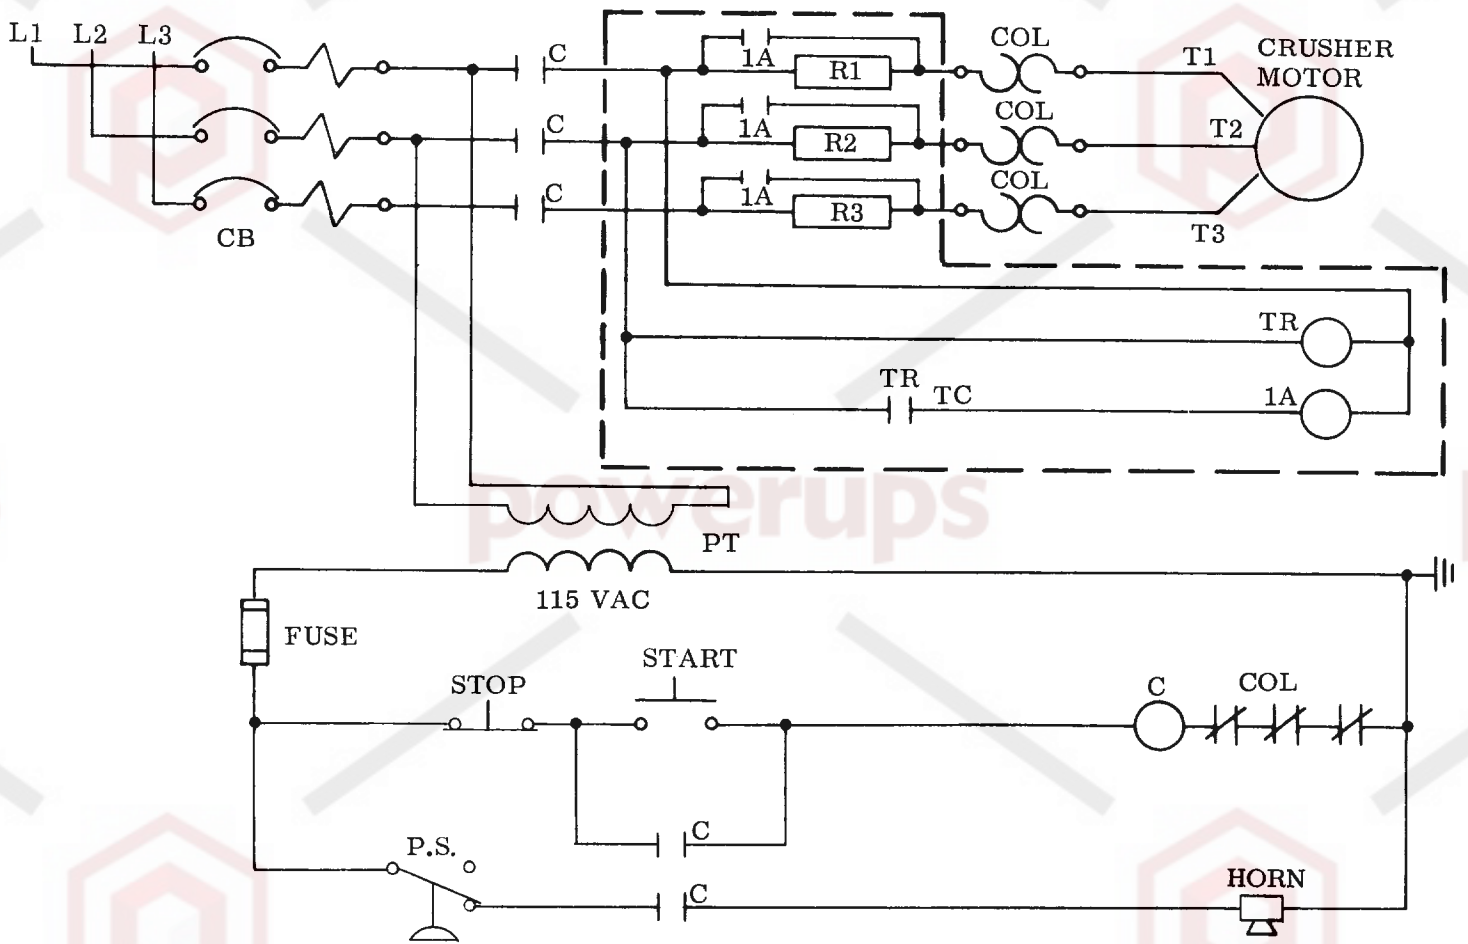 L1 L2 L3
CB
C
C
C
1A
R1
1A
R2
1A
R3
COL
COL
COL
T1
T2
T3
CRUSHER
MOTOR
TR
TR
TC
1A
powerups
PT
115 VAC
FUSE
STOP
START
C
COL
C
P.S.
C
HORN